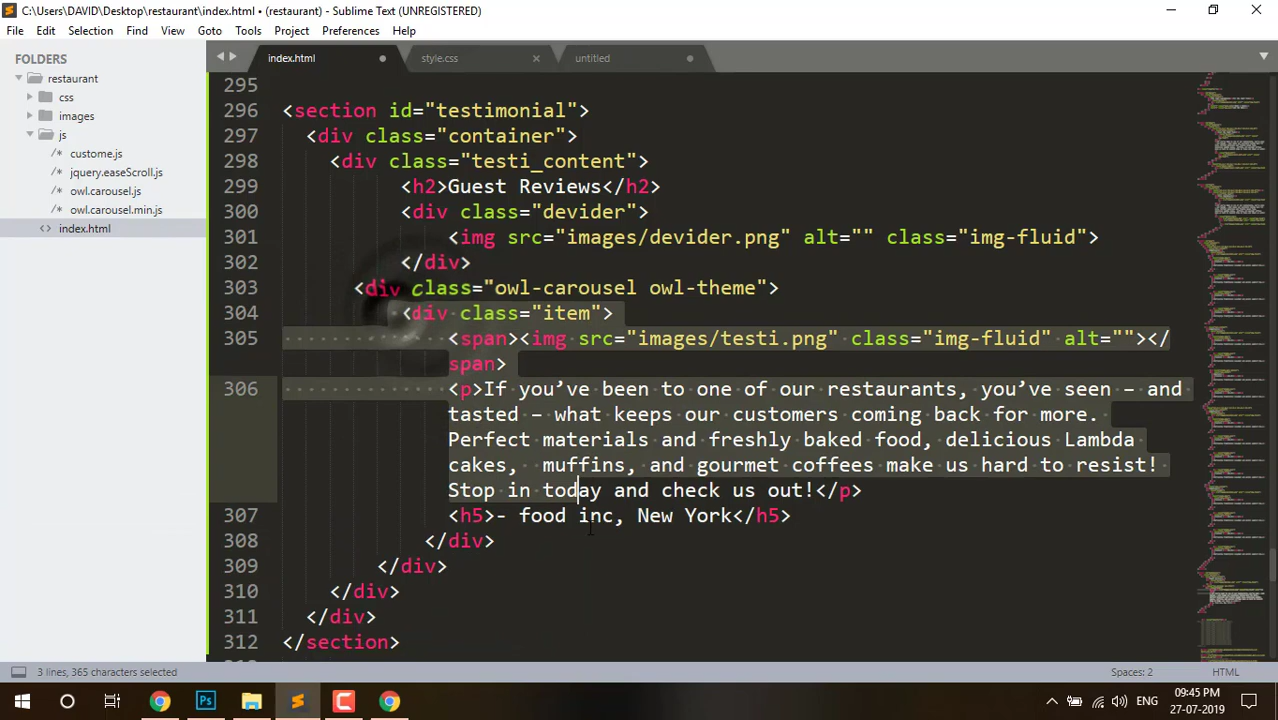 C:\Users\DAVID\Desktop\restaurant\index.html • (restaurant) - Sublime Text (UNREGISTERED)
File Edit Selection Find View Goto Tools Project Preferences Help
FOLDERS
restaurant
css
images
js
/* custome.js
/* jquery.easeScroll.js
/* owl.carousel.js
/* owl.carousel.min.js
<> index.html
index.html style.css untitled
295
296 <section id="testimonial">
297 <div class="container">
298 <div class="testi_content">
299 <h2>Guest Reviews</h2>
300 <div class="devider">
301 <img src="images/devider.png" alt="" class="img-fluid">
302 </div>
303 <div class="owl-carousel owl-theme">
304 <div class="item">
305 <span><img src="images/testi.png" class="img-fluid" alt=""></
span>
306 <p>If you’ve been to one of our restaurants, you’ve seen – and
tasted – what keeps our customers coming back for more.
Perfect materials and freshly baked food, delicious Lambda
cakes,  muffins, and gourmet coffees make us hard to resist!
Stop in today and check us out!</p>
307 <h5>- food inc, New York</h5>
308 </div>
309 </div>
310 </div>
311 </div>
312 </section>
3 lines, 365 characters selected
Spaces: 2
HTML
ENG
09:45 PM
27-07-2019